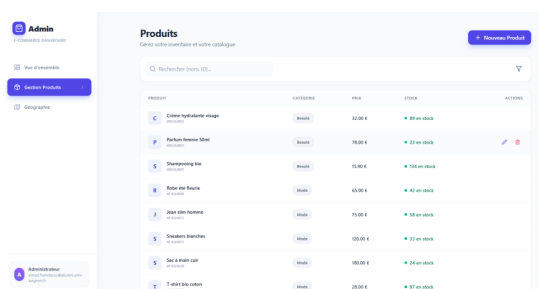 Admin
E-COMMERCE DASHBOARD
Vue d'ensemble
Gestion Produits
Géographie
A
Administrateur
Produits
Gérez votre inventaire et votre catalogue
+ Nouveau Produit
Rechercher (nom, ID)...
PRODUIT CATÉGORIE PRIX STOCK ACTIONS
C Crème hydratante visage Beauté 32.00 € 89 en stock
P Parfum femme 50ml Beauté 78.00 € 23 en stock
S Shampooing bio Beauté 15.90 € 134 en stock
R Robe été fleurie Mode 65.00 € 42 en stock
J Jean slim homme Mode 75.00 € 58 en stock
S Sneakers blanches Mode 120.00 € 35 en stock
S Sac à main cuir Mode 180.00 € 24 en stock
T T-shirt bio coton Mode 28.00 € 97 en stock